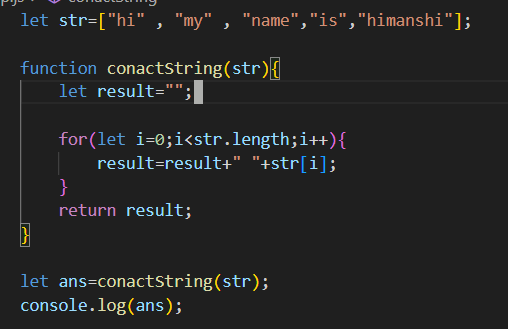 conactString
let str=["hi" , "my" , "name","is","himanshi"];
function conactString(str){
let result="";
for(let i=0;i<str.length;i++){
result=result+" "+str[i];
}
return result;
}
let ans=conactString(str);
console.log(ans);